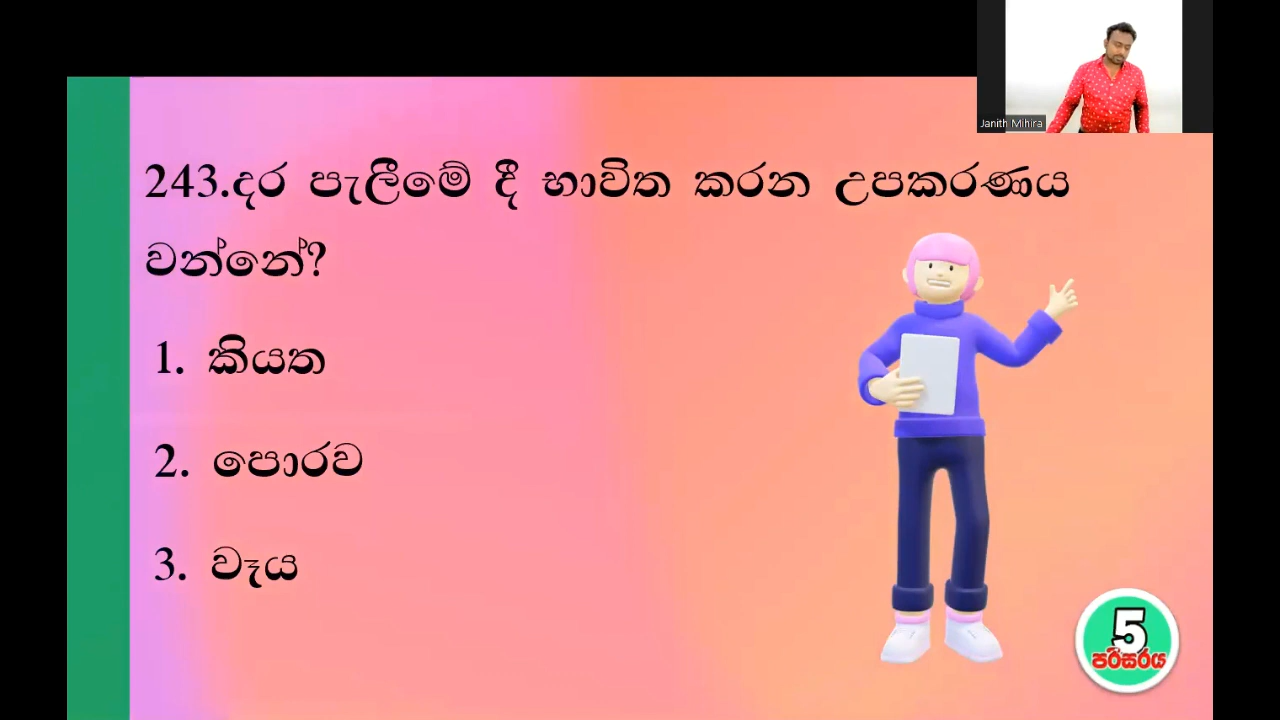 Janith Mihira
243.දර පැලීමේ දී භාවිත කරන උපකරණය
වන්නේ?
1. කියත
2. පොරව
3. වෑය
5
පරිසරය